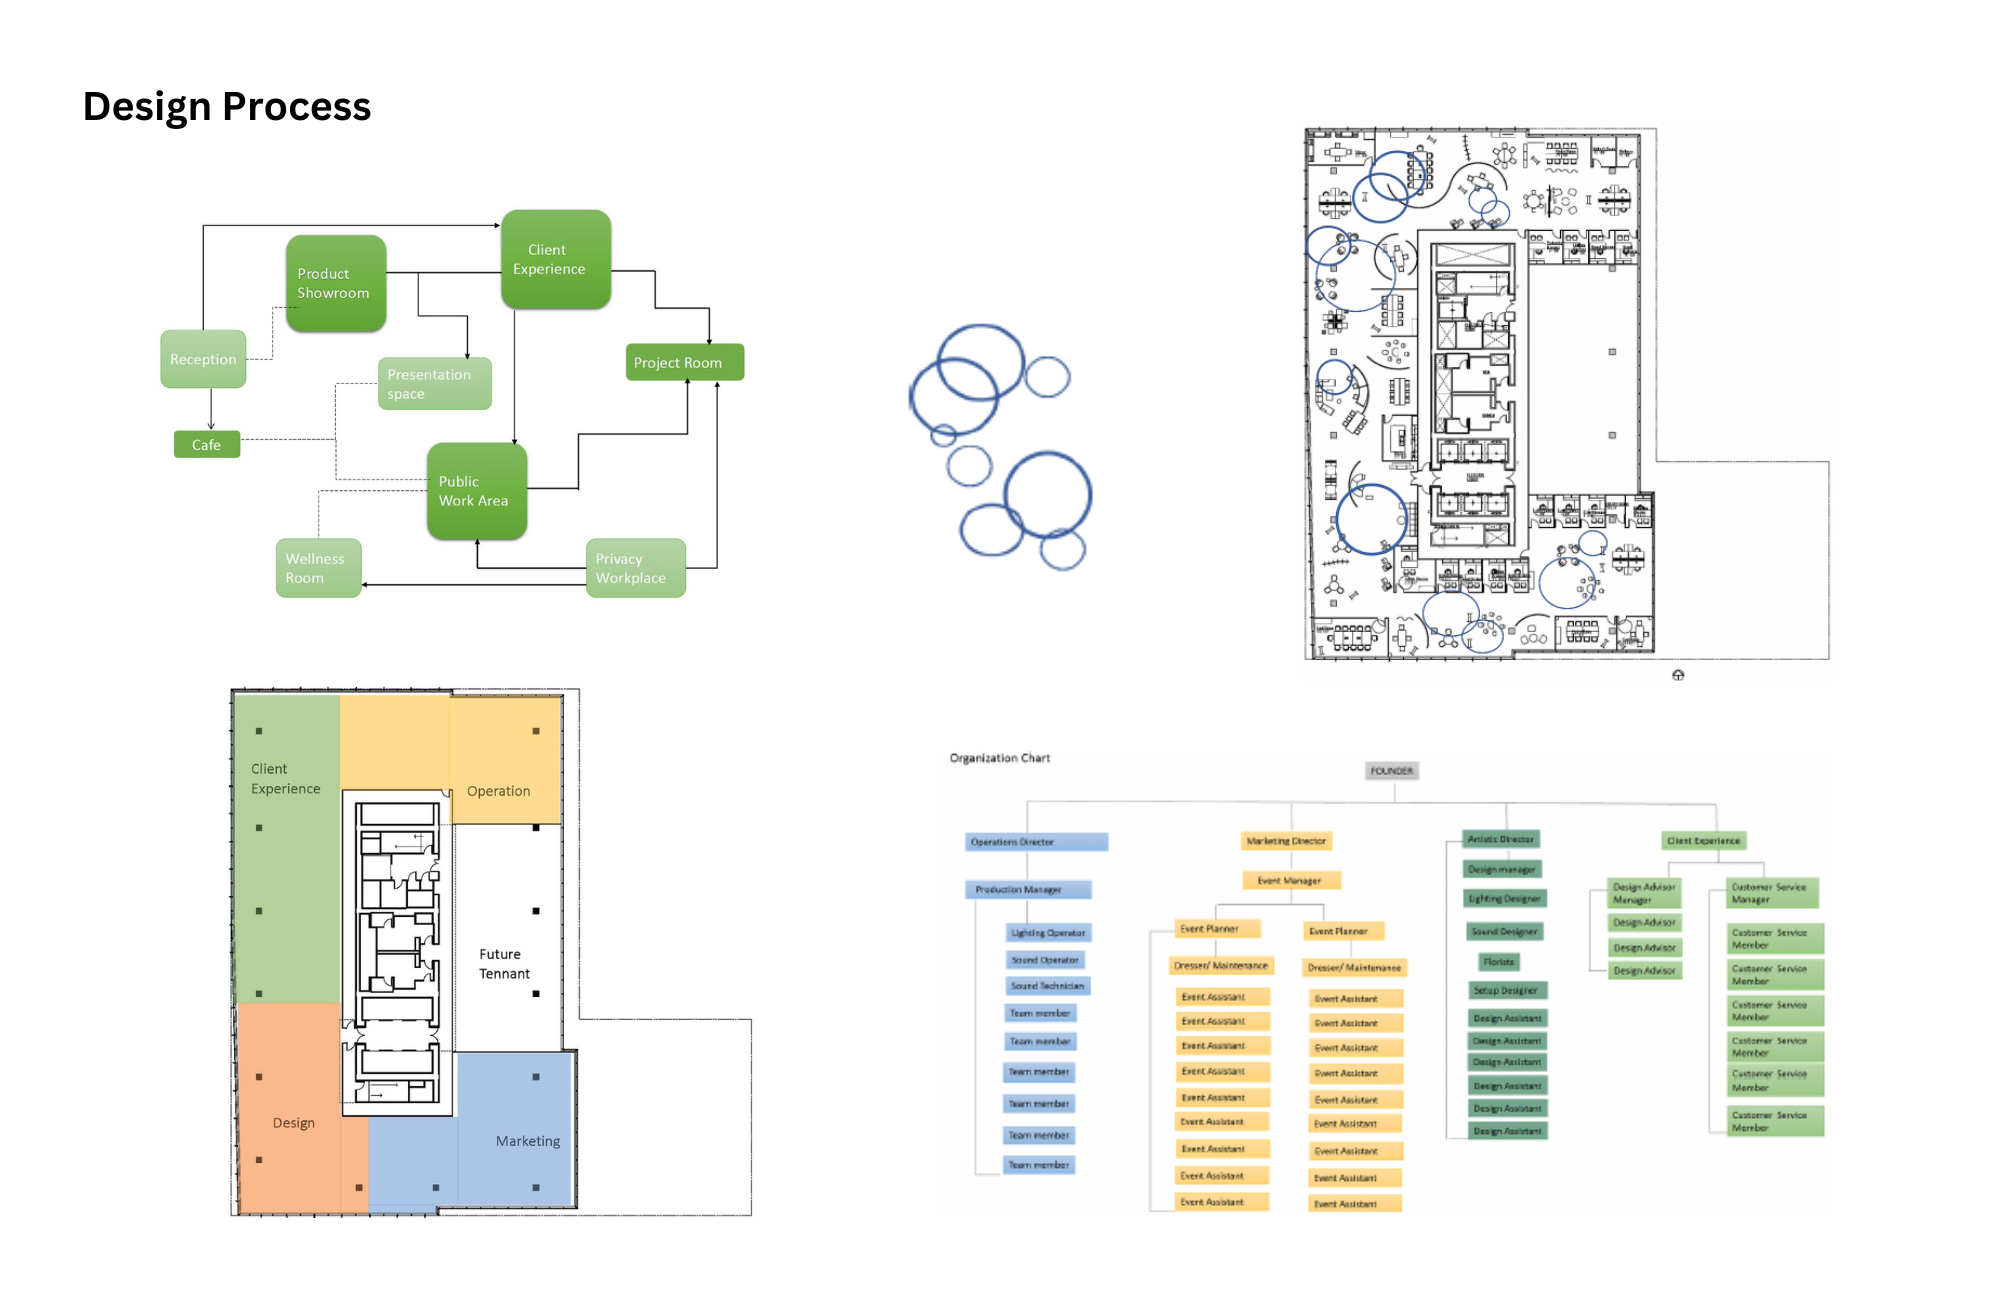 Design Process
Client
Experience
Product
Showroom
Reception
Presentation
space
Project Room
Cafe
Public
Work Area
Wellness
Room
Privacy
Workplace
Client
Experience
Operation
Future
Tennant
Design
Marketing
Organization Chart
FOUNDER
Operations Director
Production Manager
Lighting Operator
Sound Operator
Sound Technician
Team member
Team member
Team member
Team member
Team member
Team member
Marketing Director
Event Manager
Event Planner
Dresser/ Maintenance
Event Assistant
Event Assistant
Event Assistant
Event Assistant
Event Assistant
Event Assistant
Event Assistant
Event Assistant
Event Assistant
Event Planner
Dresser/ Maintenance
Event Assistant
Event Assistant
Event Assistant
Event Assistant
Event Assistant
Event Assistant
Event Assistant
Event Assistant
Event Assistant
Artistic Director
Design manager
Lighting Designer
Sound Designer
Florists
Setup Designer
Design Assistant
Design Assistant
Design Assistant
Design Assistant
Design Assistant
Design Assistant
Client Experience
Design Advisor
Manager
Design Advisor
Design Advisor
Design Advisor
Customer Service
Manager
Customer Service
Member
Customer Service
Member
Customer Service
Member
Customer Service
Member
Customer Service
Member
Customer Service
Member